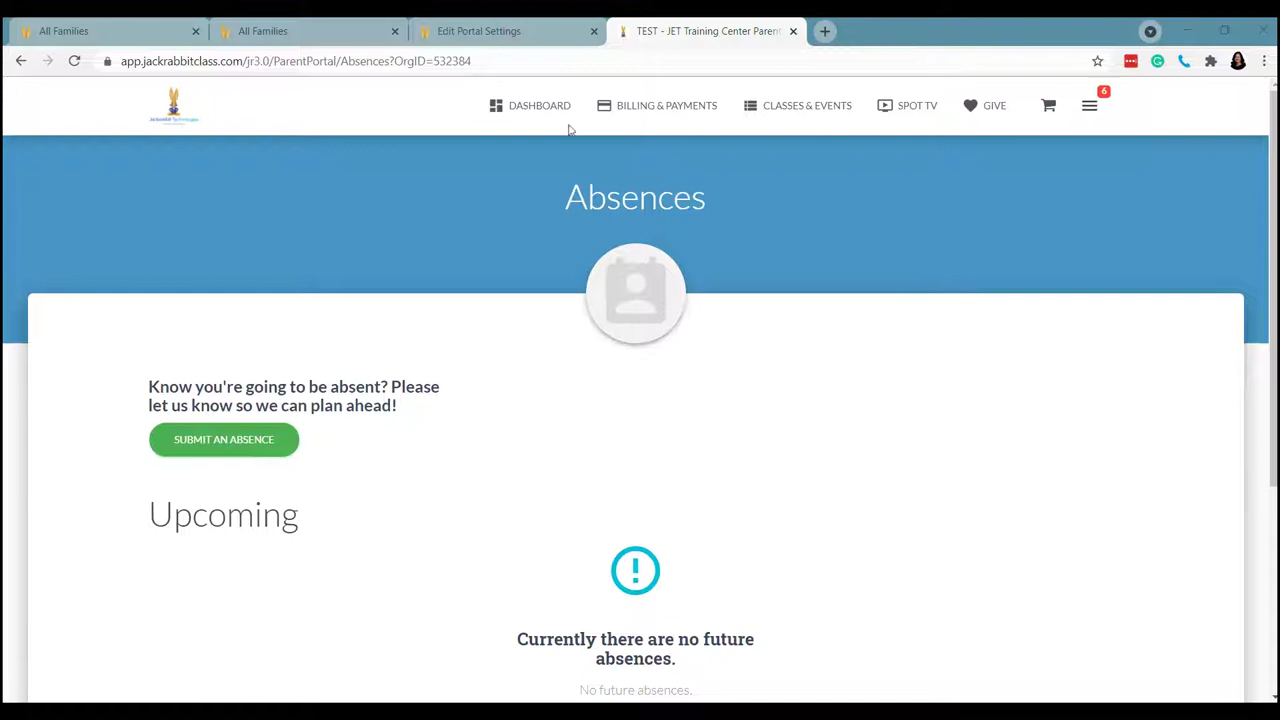 All Families
All Families
Edit Portal Settings
TEST - JET Training Center Paren
app.jackrabbitclass.com/jr3.0/ParentPortal/Absences?OrgID=532384
DASHBOARD
BILLING & PAYMENTS
CLASSES & EVENTS
SPOT TV
GIVE
6
Absences
Know you're going to be absent? Please
let us know so we can plan ahead!
SUBMIT AN ABSENCE
Upcoming
Currently there are no future
absences.
No future absences.